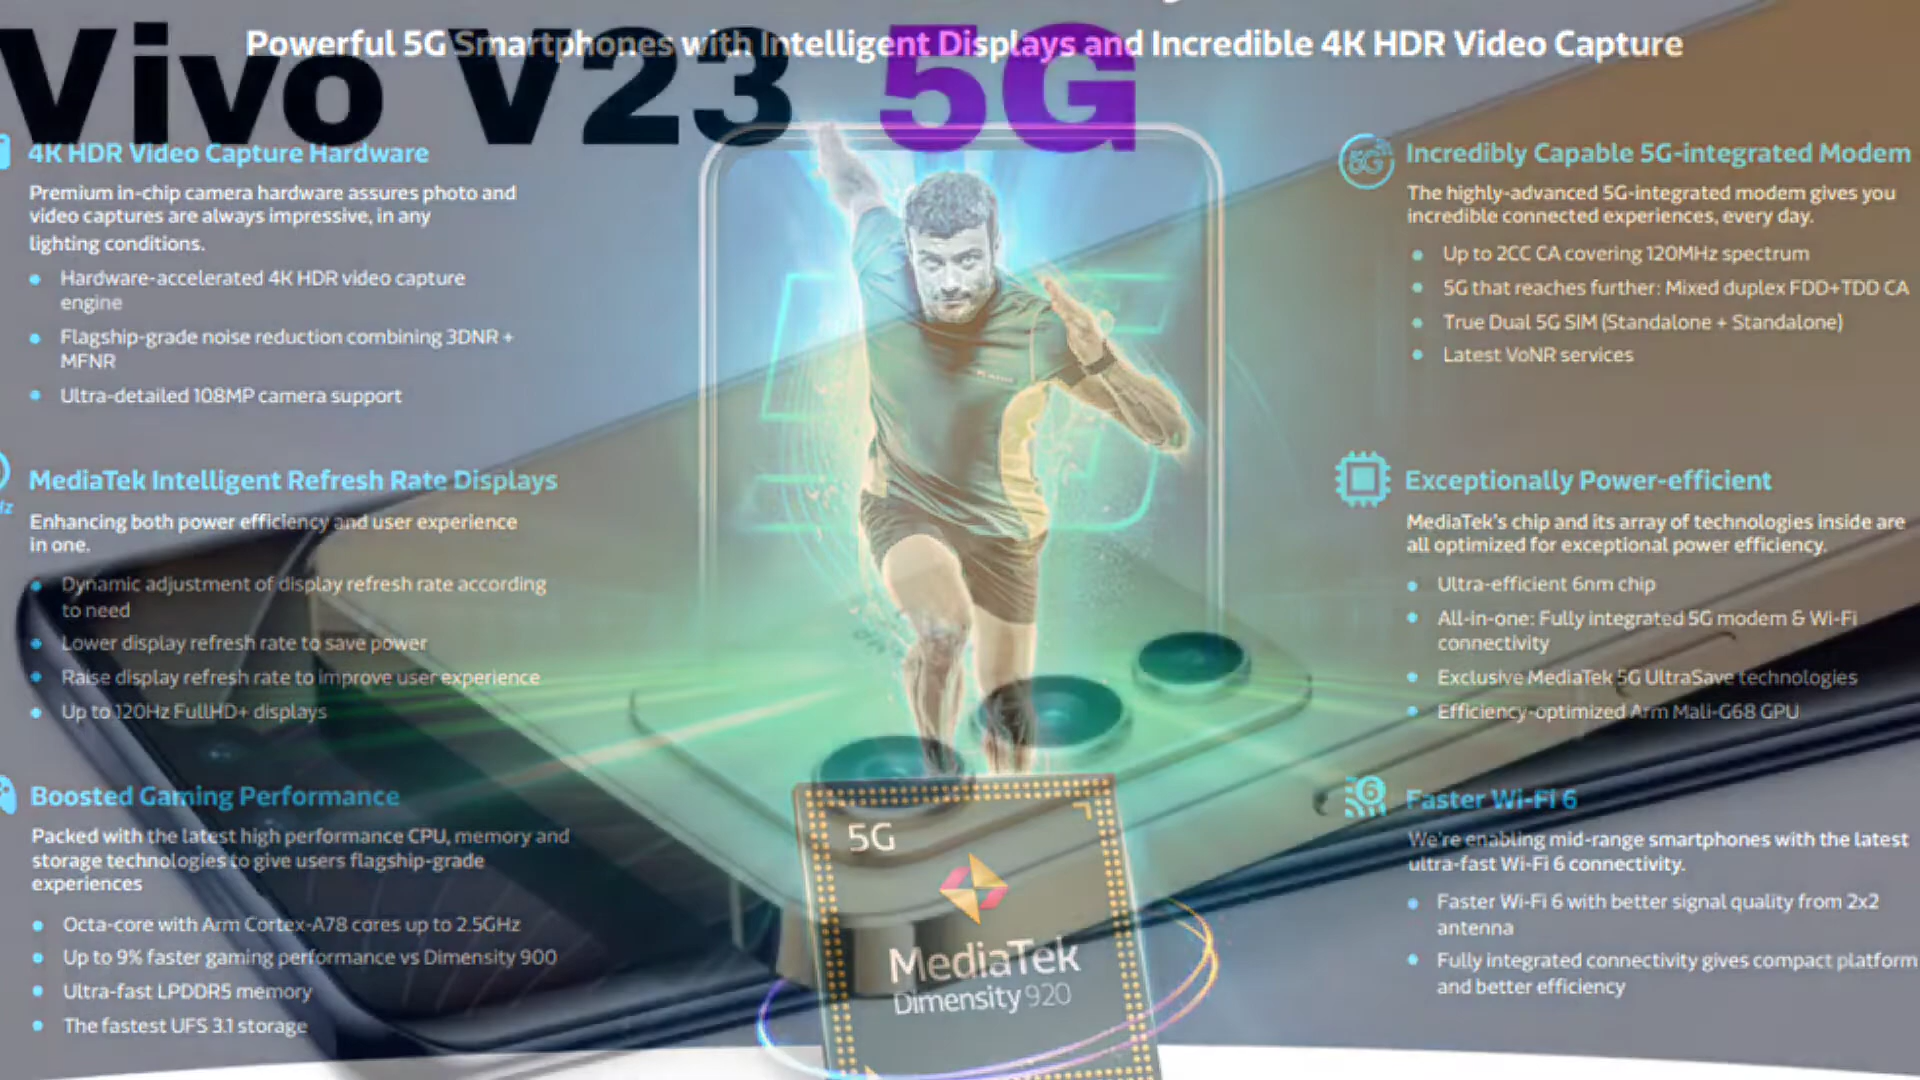 Vivo V23 5G
Powerful 5G Smartphones with Intelligent Displays and Incredible 4K HDR Video Capture
4K HDR Video Capture Hardware
Premium in-chip camera hardware assures photo and
video captures are always impressive, in any
lighting conditions.
Hardware-accelerated 4K HDR video capture
engine
Flagship-grade noise reduction combining 3DNR +
MFNR
Ultra-detailed 108MP camera support
Hz
MediaTek Intelligent Refresh Rate Displays
Enhancing both power efficiency and user experience
in one.
Dynamic adjustment of display refresh rate according
to need
Lower display refresh rate to save power
Raise display refresh rate to improve user experience
Up to 120Hz FullHD+ displays
Boosted Gaming Performance
Packed with the latest high performance CPU, memory and
storage technologies to give users flagship-grade
experiences
Octa-core with Arm Cortex-A78 cores up to 2.5GHz
Up to 9% faster gaming performance vs Dimensity 900
Ultra-fast LPDDR5 memory
The fastest UFS 3.1 storage
5G
MediaTek
Dimensity 920
5G
Incredibly Capable 5G-integrated Modem
The highly-advanced 5G-integrated modem gives you
incredible connected experiences, every day.
Up to 2CC CA covering 120MHz spectrum
5G that reaches further: Mixed duplex FDD+TDD CA
True Dual 5G SIM (Standalone + Standalone)
Latest VoNR services
Exceptionally Power-efficient
MediaTek's chip and its array of technologies inside are
all optimized for exceptional power efficiency.
Ultra-efficient 6nm chip
All-in-one: Fully integrated 5G modem & Wi-Fi
connectivity
Exclusive MediaTek 5G UltraSave technologies
Efficiency-optimized Arm Mali-G68 GPU
6
Faster Wi-Fi 6
We're enabling mid-range smartphones with the latest
ultra-fast Wi-Fi 6 connectivity.
Faster Wi-Fi 6 with better signal quality from 2x2
antenna
Fully integrated connectivity gives compact platform
and better efficiency